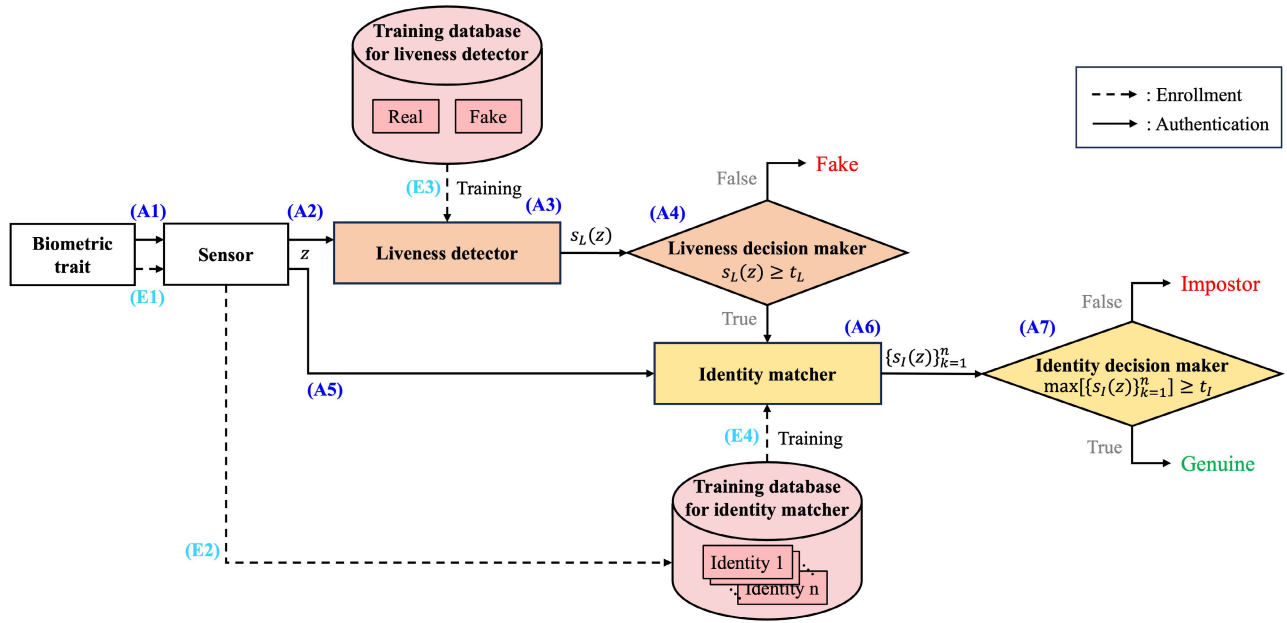 Training database
for liveness detector
Real
Fake
: Enrollment
: Authentication
(E3)
Training
False
Fake
(A1)
(A2)
(A3)
(A4)
Biometric
trait
Sensor
z
Liveness detector
s_L(z)
Liveness decision maker
s_L(z) ≥ t_L
(E1)
True
(A6)
False
Impostor
(A7)
(A5)
Identity matcher
{s_I(z)}_{k=1}^n
Identity decision maker
max[{s_I(z)}_{k=1}^n] ≥ t_I
(E4)
Training
True
Genuine
Training database
for identity matcher
(E2)
Identity 1
Identity n